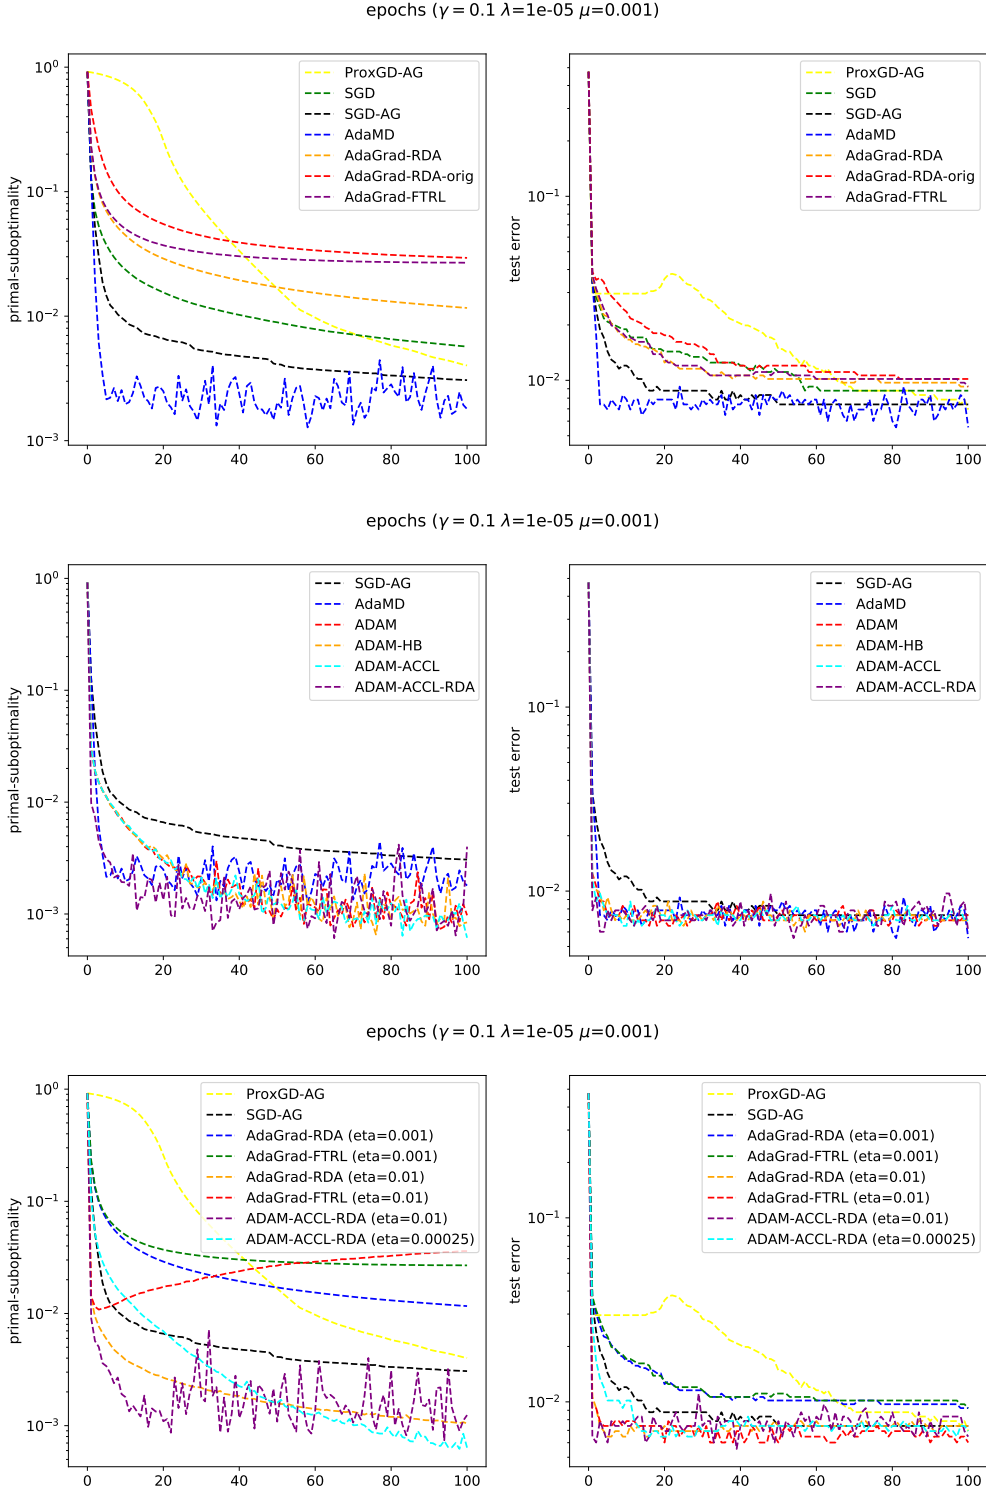 epochs (γ = 0.1 λ=1e-05 μ=0.001)
primal-suboptimality
10⁰
10⁻¹
10⁻²
10⁻³
0 20 40 60 80 100
ProxGD-AG
SGD
SGD-AG
AdaMD
AdaGrad-RDA
AdaGrad-RDA-orig
AdaGrad-FTRL
test error
10⁻¹
10⁻²
0 20 40 60 80 100
ProxGD-AG
SGD
SGD-AG
AdaMD
AdaGrad-RDA
AdaGrad-RDA-orig
AdaGrad-FTRL
epochs (γ = 0.1 λ=1e-05 μ=0.001)
primal-suboptimality
10⁰
10⁻¹
10⁻²
10⁻³
0 20 40 60 80 100
SGD-AG
AdaMD
ADAM
ADAM-HB
ADAM-ACCL
ADAM-ACCL-RDA
test error
10⁻¹
10⁻²
0 20 40 60 80 100
SGD-AG
AdaMD
ADAM
ADAM-HB
ADAM-ACCL
ADAM-ACCL-RDA
epochs (γ = 0.1 λ=1e-05 μ=0.001)
primal-suboptimality
10⁰
10⁻¹
10⁻²
10⁻³
0 20 40 60 80 100
ProxGD-AG
SGD-AG
AdaGrad-RDA (eta=0.001)
AdaGrad-FTRL (eta=0.001)
AdaGrad-RDA (eta=0.01)
AdaGrad-FTRL (eta=0.01)
ADAM-ACCL-RDA (eta=0.01)
ADAM-ACCL-RDA (eta=0.00025)
test error
10⁻¹
10⁻²
0 20 40 60 80 100
ProxGD-AG
SGD-AG
AdaGrad-RDA (eta=0.001)
AdaGrad-FTRL (eta=0.001)
AdaGrad-RDA (eta=0.01)
AdaGrad-FTRL (eta=0.01)
ADAM-ACCL-RDA (eta=0.01)
ADAM-ACCL-RDA (eta=0.00025)